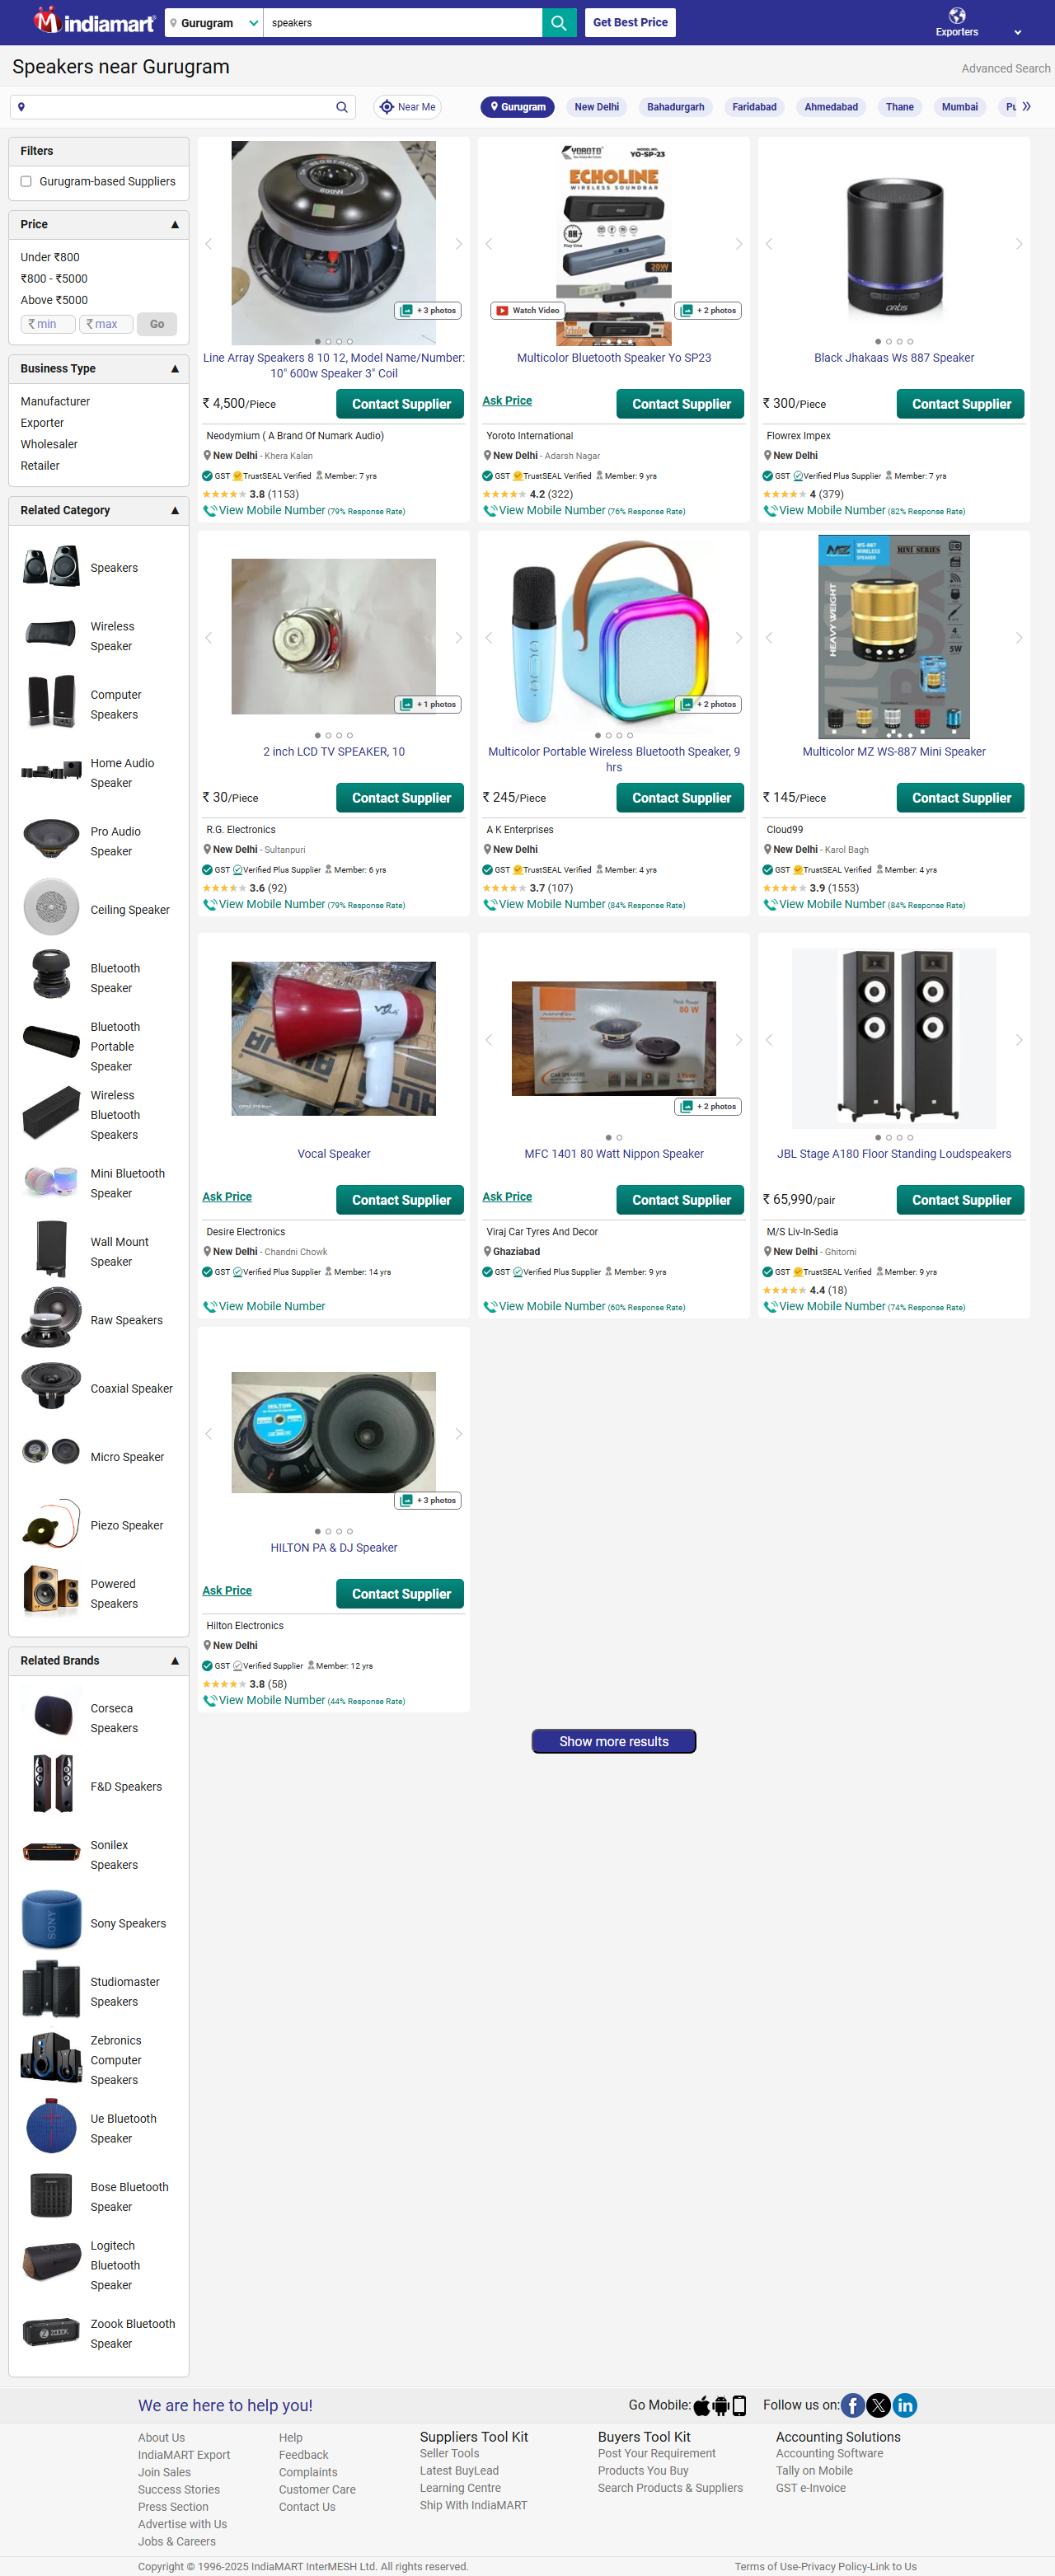 indiamart
Gurugram
speakers
Get Best Price
Exporters
Speakers near Gurugram
Advanced Search
Near Me
Gurugram
New Delhi
Bahadurgarh
Faridabad
Ahmedabad
Thane
Mumbai
Filters
Gurugram-based Suppliers
Price
Under ₹800
₹800 - ₹5000
Above ₹5000
₹ min
₹ max
Go
Business Type
Manufacturer
Exporter
Wholesaler
Retailer
Related Category
Speakers
Wireless
Speaker
Computer
Speakers
Home Audio
Speaker
Pro Audio
Speaker
Ceiling Speaker
Bluetooth
Speaker
Bluetooth
Portable
Speaker
Wireless
Bluetooth
Speakers
Mini Bluetooth
Speaker
Wall Mount
Speaker
Raw Speakers
Coaxial Speaker
Micro Speaker
Piezo Speaker
Powered
Speakers
Related Brands
Corseca
Speakers
F&D Speakers
Sonilex
Speakers
SONY
Sony Speakers
Studiomaster
Speakers
Zebronics
Computer
Speakers
Ue Bluetooth
Speaker
Bose Bluetooth
Speaker
Logitech
Bluetooth
Speaker
ZOOOK
Zoook Bluetooth
Speaker
+ 3 photos
Line Array Speakers 8 10 12, Model Name/Number:
10" 600w Speaker 3" Coil
₹ 4,500/Piece
Contact Supplier
Neodymium ( A Brand Of Numark Audio)
New Delhi - Khera Kalan
GST TrustSEAL Verified Member: 7 yrs
3.8 (1153)
View Mobile Number (79% Response Rate)
YOROTO
YO-SP-23
ECHOLINE
WIRELESS SOUNDBAR
8H
20W
Watch Video
+ 2 photos
Multicolor Bluetooth Speaker Yo SP23
Ask Price
Contact Supplier
Yoroto International
New Delhi - Adarsh Nagar
GST TrustSEAL Verified Member: 9 yrs
4.2 (322)
View Mobile Number (76% Response Rate)
Black Jhakaas Ws 887 Speaker
₹ 300/Piece
Contact Supplier
Flowrex Impex
New Delhi
GST Verified Plus Supplier Member: 7 yrs
4 (379)
View Mobile Number (82% Response Rate)
+ 1 photos
2 inch LCD TV SPEAKER, 10
₹ 30/Piece
Contact Supplier
R.G. Electronics
New Delhi - Sultanpuri
GST Verified Plus Supplier Member: 6 yrs
3.6 (92)
View Mobile Number (79% Response Rate)
+ 2 photos
Multicolor Portable Wireless Bluetooth Speaker, 9
hrs
₹ 245/Piece
Contact Supplier
A K Enterprises
New Delhi
GST TrustSEAL Verified Member: 4 yrs
3.7 (107)
View Mobile Number (84% Response Rate)
MZ
WS-887
WIRELESS
SPEAKER
MINI SERIES
HEAVY WEIGHT
5W
Multicolor MZ WS-887 Mini Speaker
₹ 145/Piece
Contact Supplier
Cloud99
New Delhi - Karol Bagh
GST TrustSEAL Verified Member: 4 yrs
3.9 (1553)
View Mobile Number (84% Response Rate)
Vocal Speaker
Ask Price
Contact Supplier
Desire Electronics
New Delhi - Chandni Chowk
GST Verified Plus Supplier Member: 14 yrs
View Mobile Number
80 W
CAR SPEAKERS
+ 2 photos
MFC 1401 80 Watt Nippon Speaker
Ask Price
Contact Supplier
Viraj Car Tyres And Decor
Ghaziabad
GST Verified Plus Supplier Member: 9 yrs
View Mobile Number (60% Response Rate)
JBL Stage A180 Floor Standing Loudspeakers
₹ 65,990/pair
Contact Supplier
M/S Liv-In-Sedia
New Delhi - Ghitorni
GST TrustSEAL Verified Member: 9 yrs
4.4 (18)
View Mobile Number (74% Response Rate)
HILTON
+ 3 photos
HILTON PA & DJ Speaker
Ask Price
Contact Supplier
Hilton Electronics
New Delhi
GST Verified Supplier Member: 12 yrs
3.8 (58)
View Mobile Number (44% Response Rate)
Show more results
We are here to help you!
Go Mobile:
Follow us on:
About Us
IndiaMART Export
Join Sales
Success Stories
Press Section
Advertise with Us
Jobs & Careers
Help
Feedback
Complaints
Customer Care
Contact Us
Suppliers Tool Kit
Seller Tools
Latest BuyLead
Learning Centre
Ship With IndiaMART
Buyers Tool Kit
Post Your Requirement
Products You Buy
Search Products & Suppliers
Accounting Solutions
Accounting Software
Tally on Mobile
GST e-Invoice
Copyright © 1996-2025 IndiaMART InterMESH Ltd. All rights reserved.
Terms of Use-Privacy Policy-Link to Us